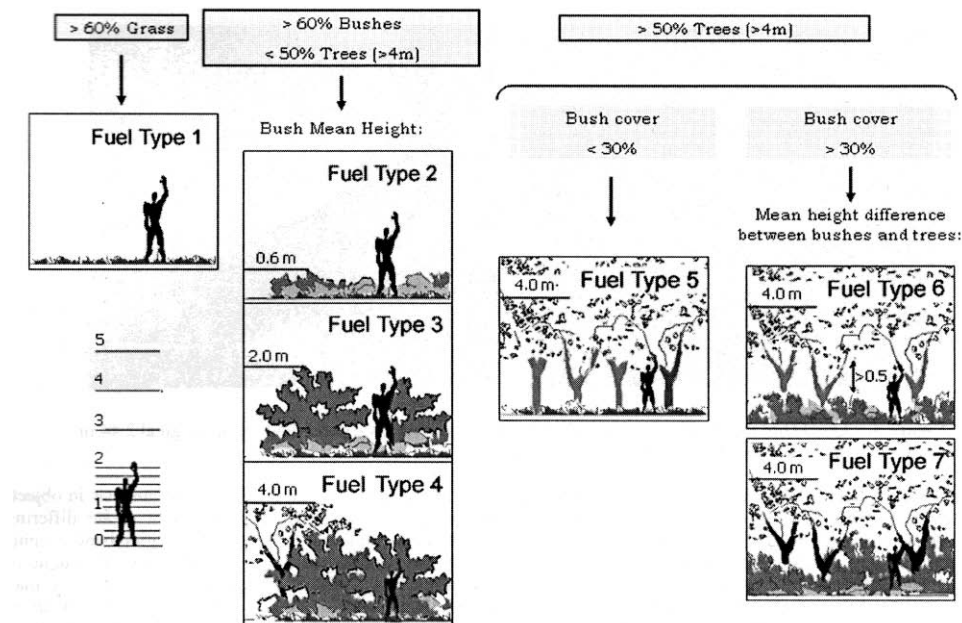 > 60% Grass
> 60% Bushes
< 50% Trees (>4m)
> 50% Trees (>4m)
Fuel Type 1
Bush Mean Height:
Fuel Type 2
0.6 m
Fuel Type 3
2.0 m
Fuel Type 4
4.0 m
5
4
3
2
1
0
Bush cover
< 30%
Fuel Type 5
4.0 m
Bush cover
> 30%
Mean height difference
between bushes and trees:
Fuel Type 6
4.0 m
>0.5
Fuel Type 7
4.0 m